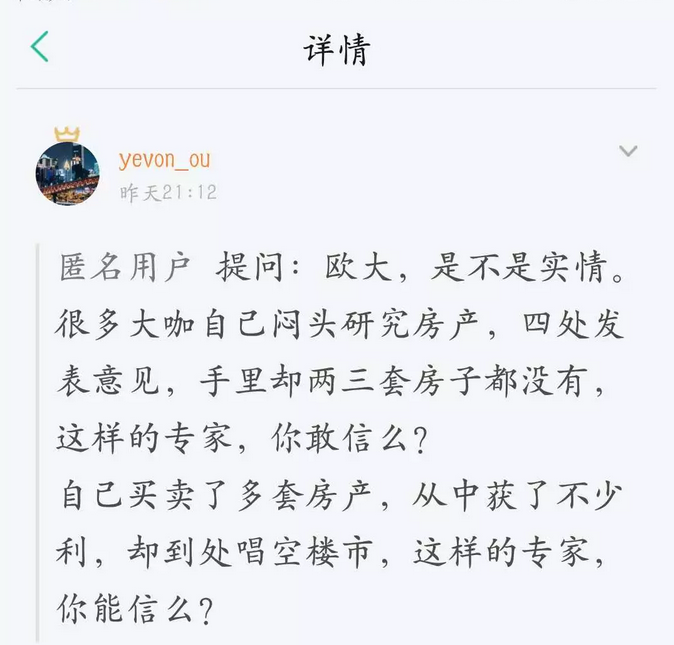 详情
yevon_ou
昨天21:12
匿名用户 提问：欧大，是不是实情。
很多大咖自己闷头研究房产，四处发
表意见，手里却两三套房子都没有，
这样的专家，你敢信么？
自己买卖了多套房产，从中获了不少
利，却到处唱空楼市，这样的专家，
你能信么？